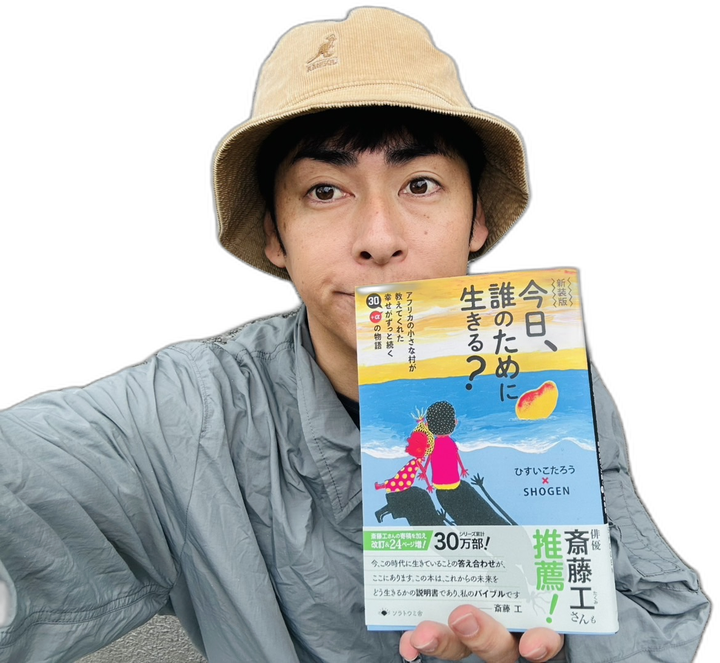 KANGOL
新装版
今日、
誰のために
生きる?
アフリカの小さな村が
教えてくれた
幸せがずっと続く
30
+α
の物語
ひすいこたろう
×
SHOGEN
斎藤工さんの寄稿を加え
改訂&24ページ増!
シリーズ累計
30万部!
俳優
斎藤工さんも
たくみ
推薦!
今、この時代に生きていることの答え合わせが、
ここにあります。この本は、これからの未来を
どう生きるかの説明書であり、私のバイブルです
斎藤 工
ソラトウミ舎